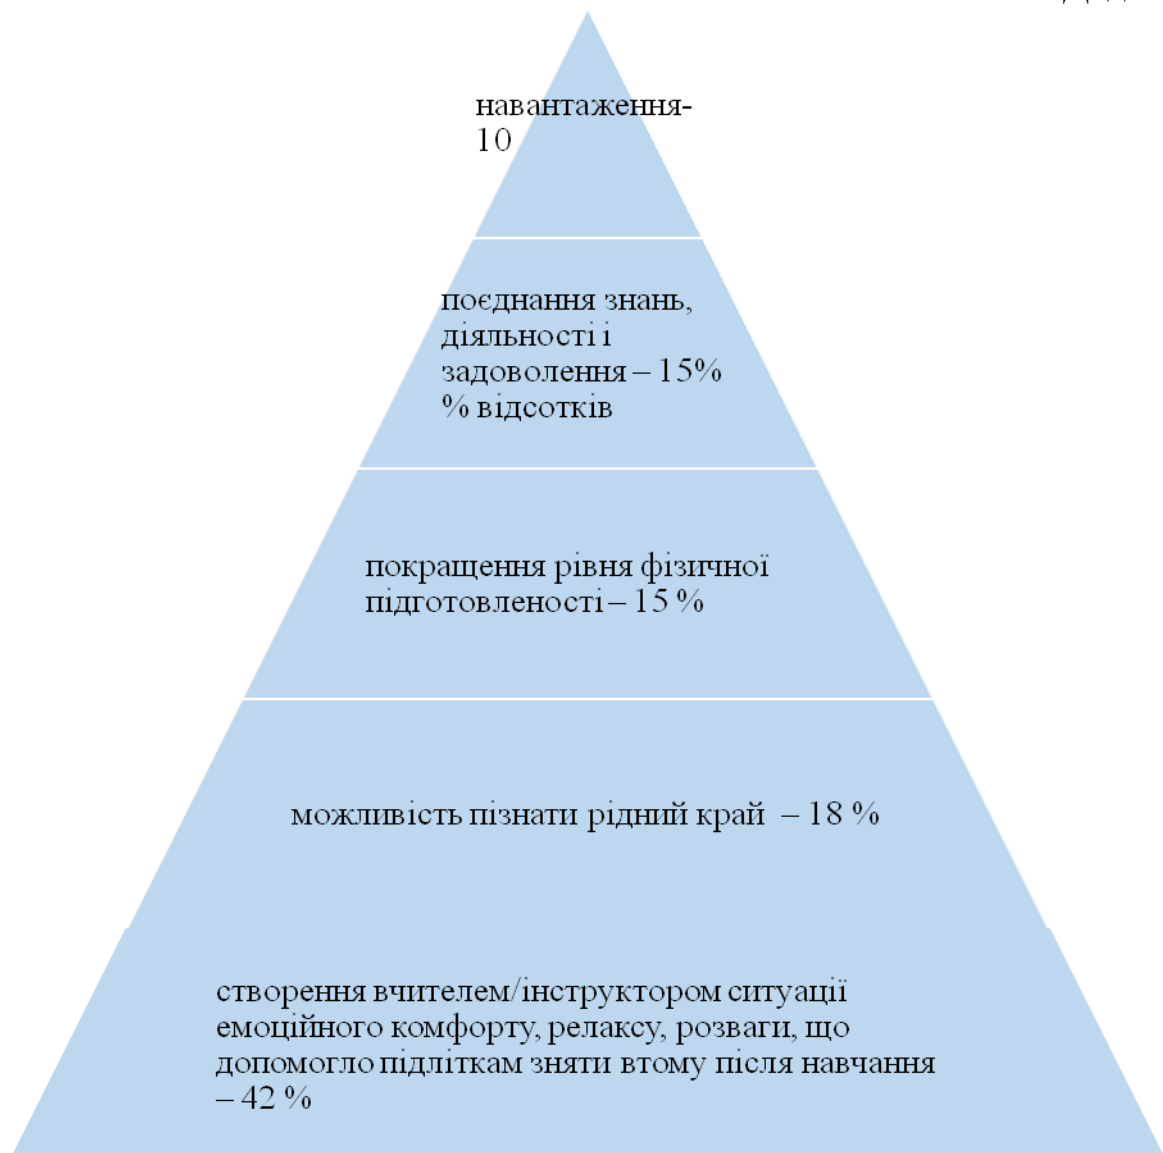 навантаження-
10
поєднання знань,
діяльності і
задоволення – 15%
% відсотків
покращення рівня фізичної
підготовленості – 15 %
можливість пізнати рідний край – 18 %
створення вчителем/інструктором ситуації
емоційного комфорту, релаксу, розваги, що
допомогло підліткам зняти втому після навчання
– 42 %